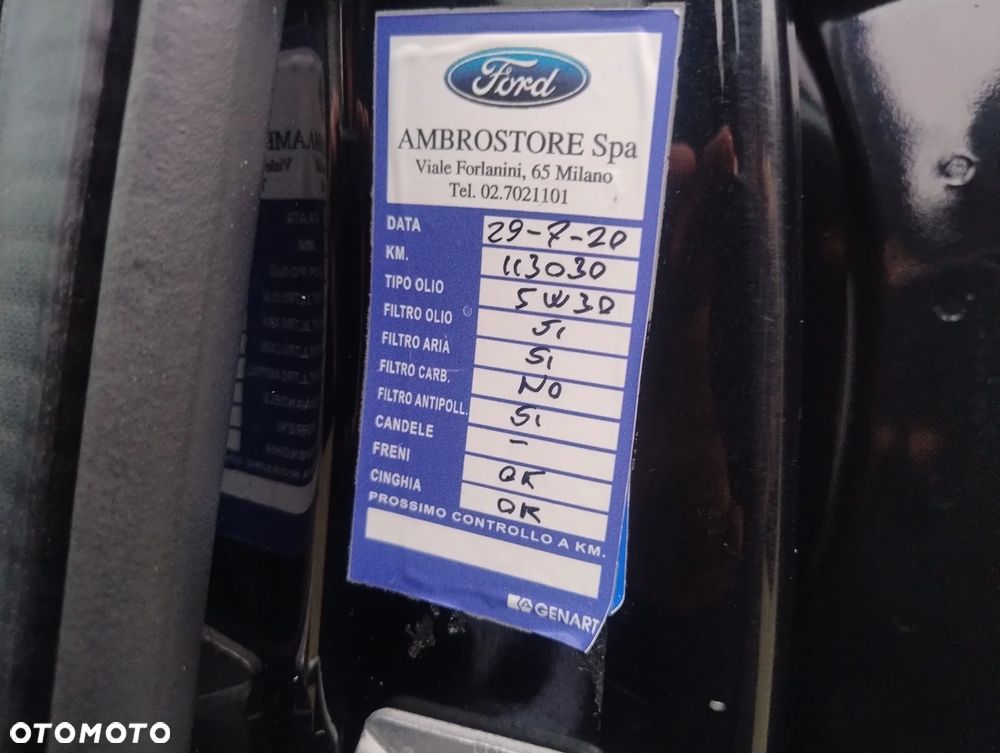 Ford
AMBROSTORE Spa
Viale Forlanini, 65 Milano
Tel. 02.7021101
DATA 29-7-20
KM. 113030
TIPO OLIO 5W30
FILTRO OLIO SI
FILTRO ARIA SI
FILTRO CARB. NO
FILTRO ANTIPOLL. SI
CANDELE –
FRENI OK
CINGHIA OK
PROSSIMO CONTROLLO A KM.
GENART
OTOMOTO